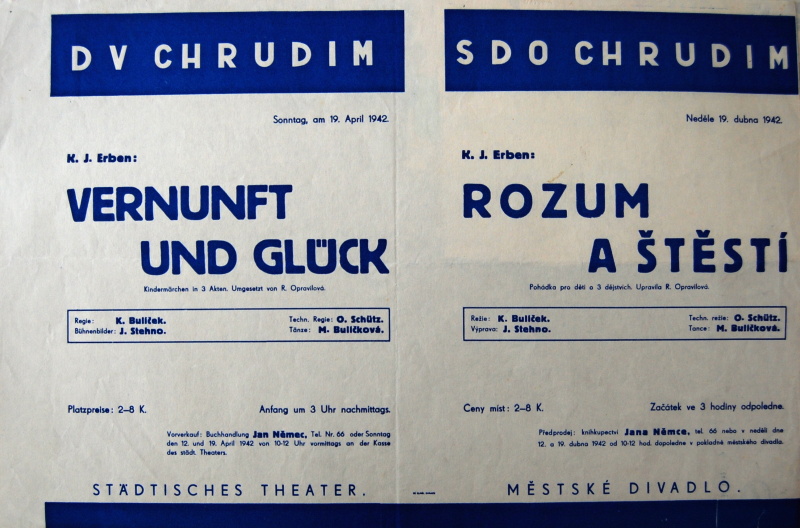 DV CHRUDIM
Sonntag, am 19. April 1942.
K. J. Erben:
VERNUNFT
UND GLÜCK
Kindermärchen in 3 Akten. Umgesetzt von R. Opravilová.
Regie: K. Bulíček. Techn. Regie: O. Schütz.
Bühnenbilder: J. Stehno. Tänze: M. Bulíčková.
Platzpreise: 2–8 K. Anfang um 3 Uhr nachmittags.
Vorverkauf: Buchhandlung Jan Němec, Tel. Nr. 66 oder Sonntag
den 12. und 19. April 1942 von 10-12 Uhr vormittags an der Kasse
des städt. Theaters.
STÄDTISCHES THEATER.
SDO CHRUDIM
Neděle 19. dubna 1942.
K. J. Erben:
ROZUM
A ŠTĚSTÍ
Pohádka pro děti o 3 dějstvích. Upravila R. Opravilová.
Režie: K. Bulíček. Techn. režie: O. Schütz.
Výprava: J. Stehno. Tance: M. Bulíčková.
Ceny míst: 2–8 K. Začátek ve 3 hodiny odpoledne.
Předprodej: knihkupectví Jana Němce, tel. 66 nebo v neděli dne
12. a 19. dubna 1942 od 10-12 hod. dopoledne v pokladně městského divadla.
MĚSTSKÉ DIVADLO.